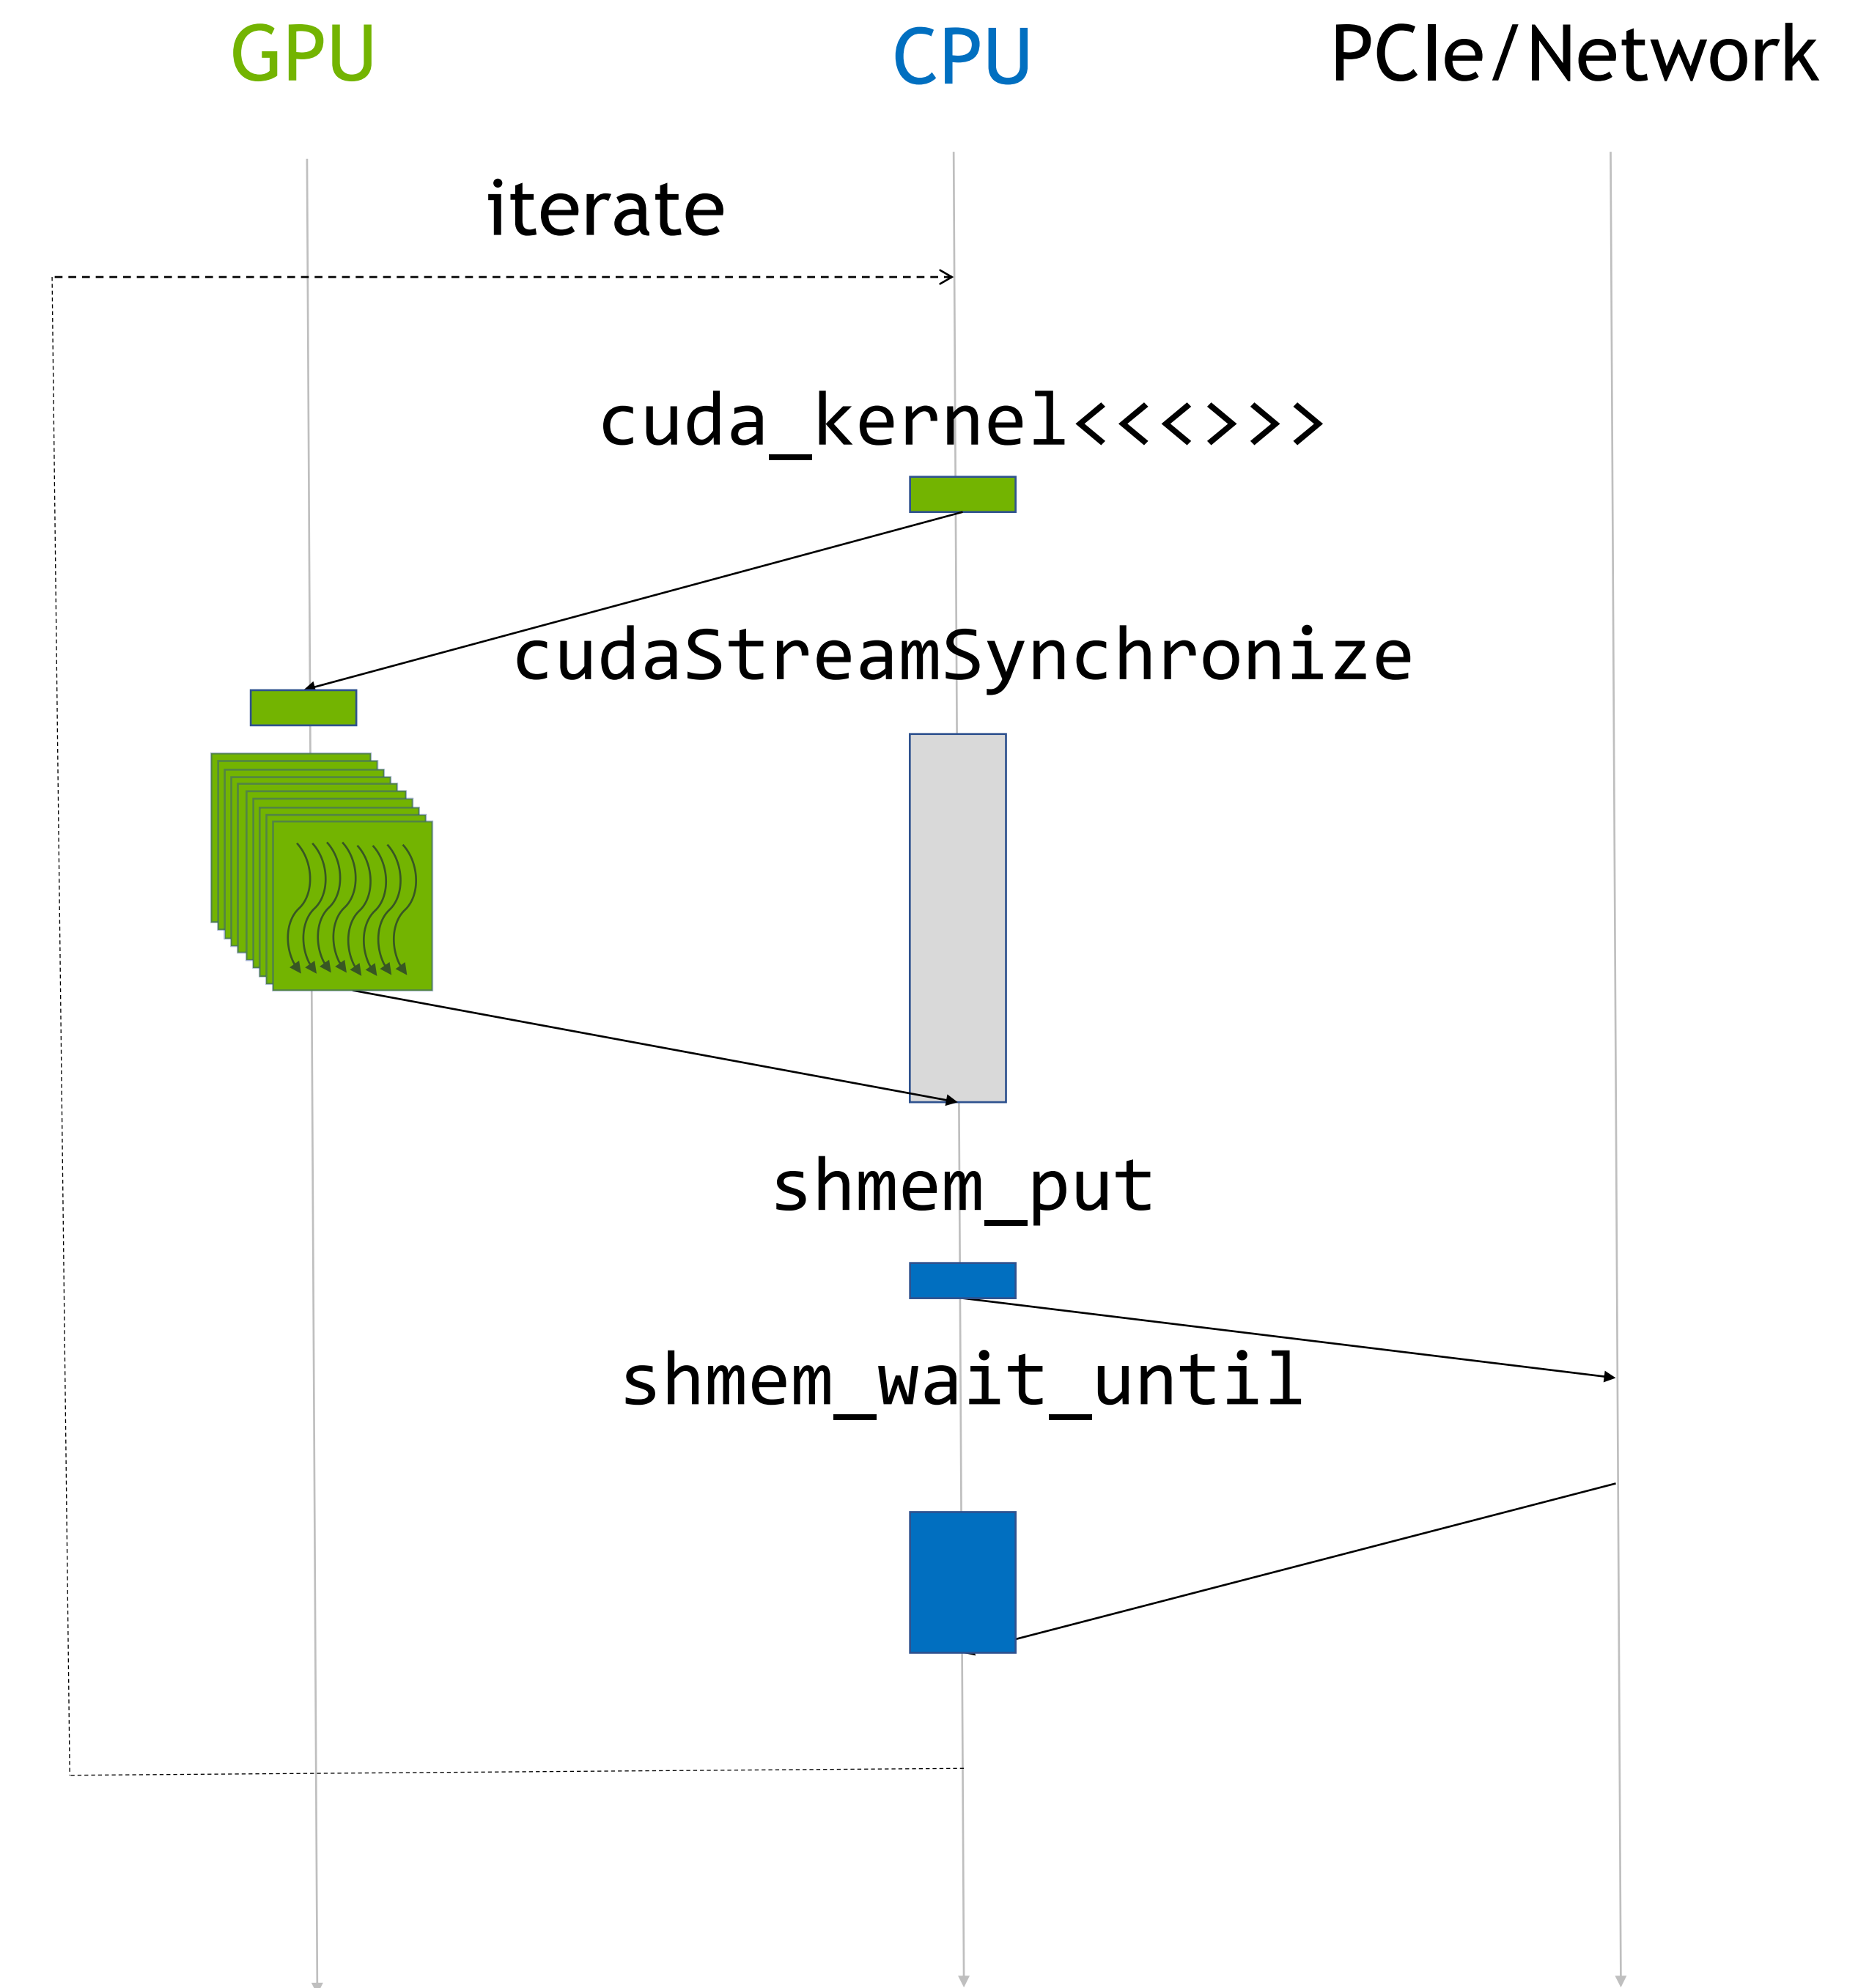 GPU
CPU
PCIe/Network
iterate
cuda_kernel<<<>>>
cudaStreamSynchronize
shmem_put
shmem_wait_until